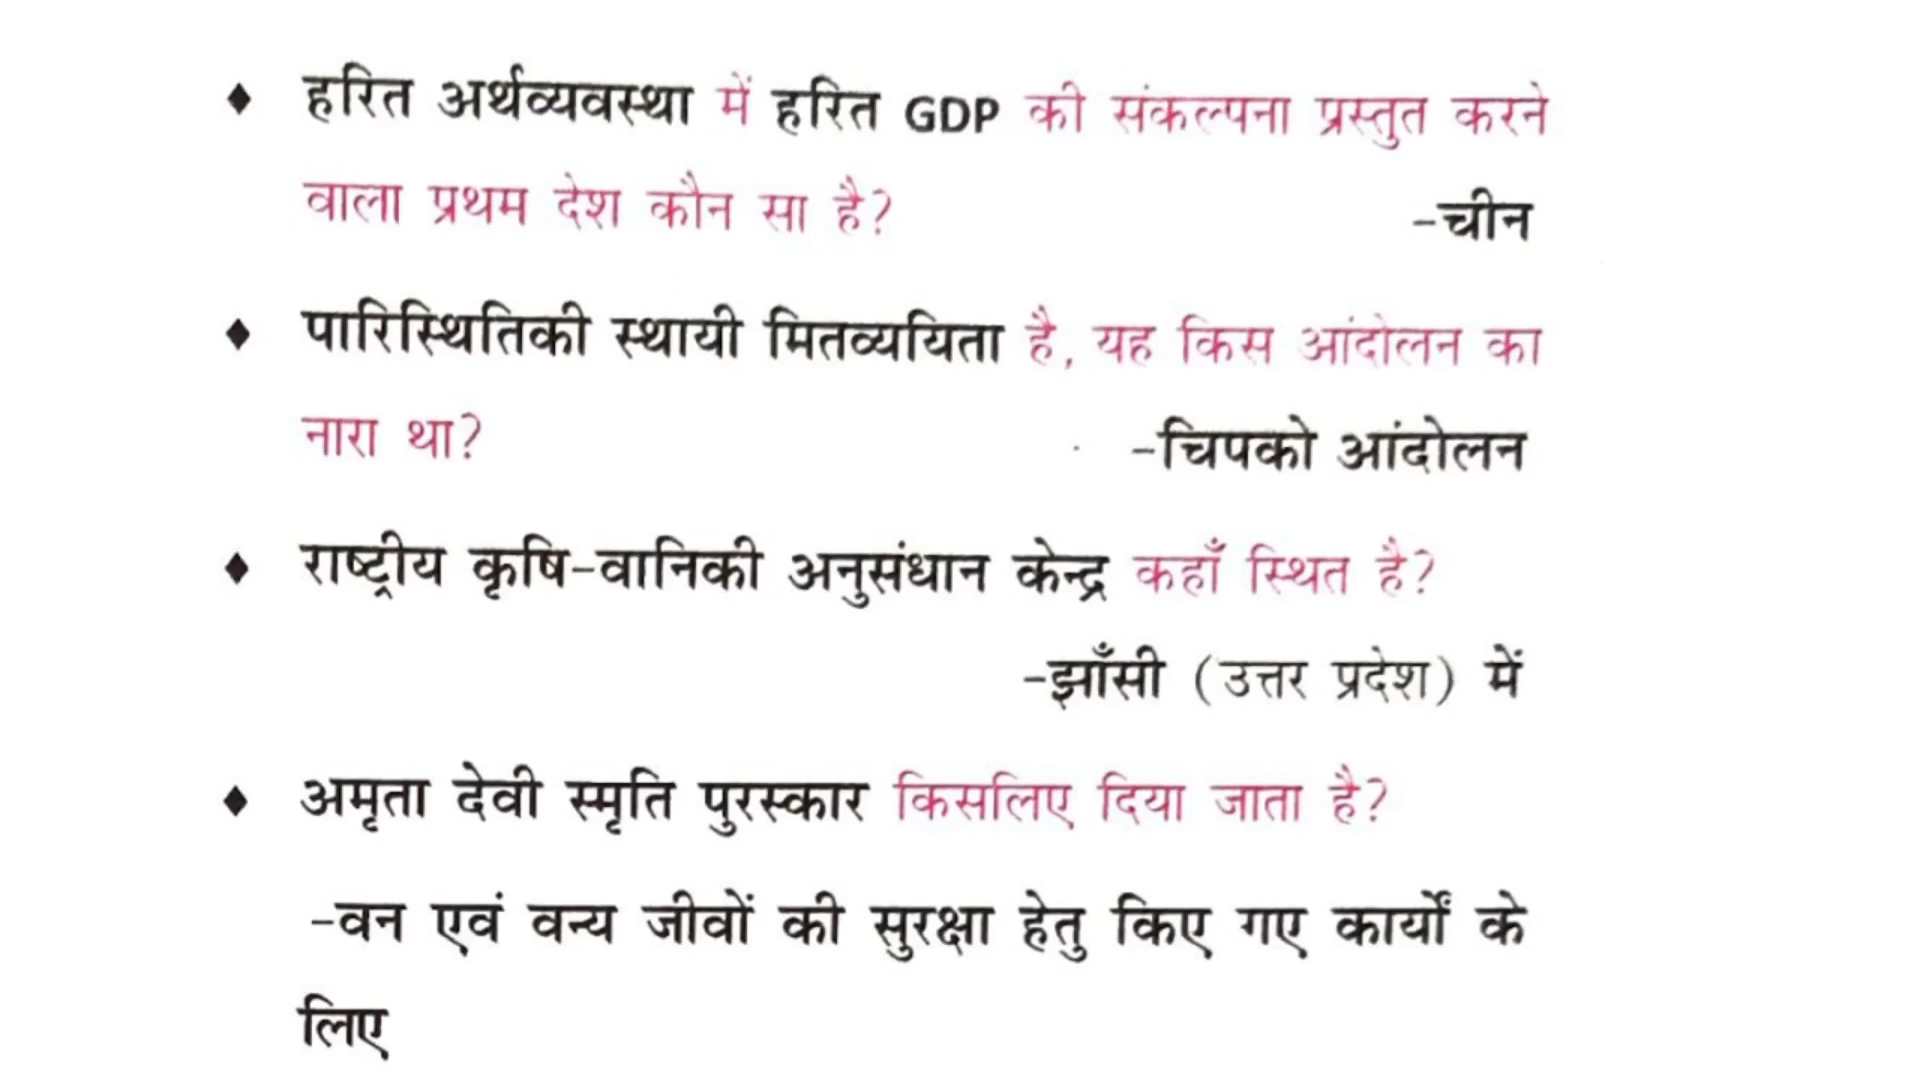 ♦ हरित अर्थव्यवस्था में हरित GDP की संकल्पना प्रस्तुत करने
वाला प्रथम देश कौन सा है? -चीन
♦ पारिस्थितिकी स्थायी मितव्ययिता है, यह किस आंदोलन का
नारा था? -चिपको आंदोलन
♦ राष्ट्रीय कृषि-वानिकी अनुसंधान केन्द्र कहाँ स्थित है?
-झाँसी (उत्तर प्रदेश) में
♦ अमृता देवी स्मृति पुरस्कार किसलिए दिया जाता है?
-वन एवं वन्य जीवों की सुरक्षा हेतु किए गए कार्यों के
लिए